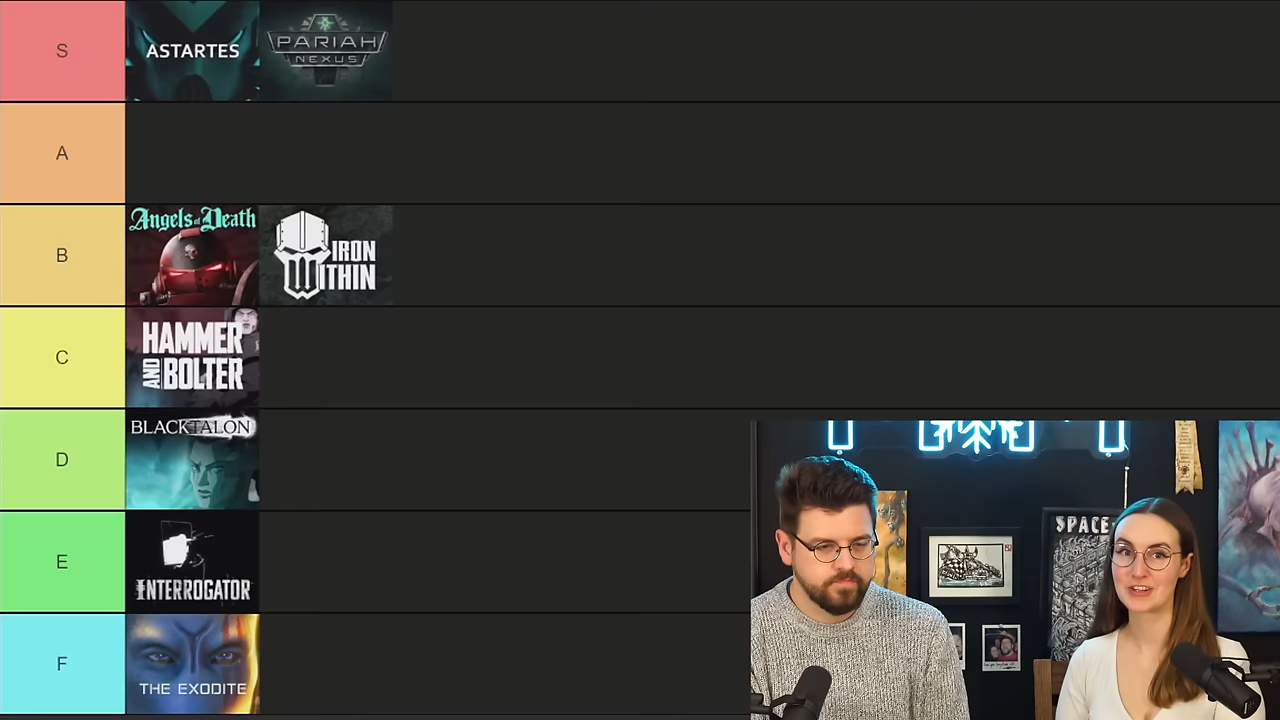 S
ASTARTES
PARIAH
NEXUS
A
B
Angels of Death
IRON
WITHIN
C
HAMMER
AND BOLTER
D
BLACKTALON
E
INTERROGATOR
F
THE EXODITE
SPACE